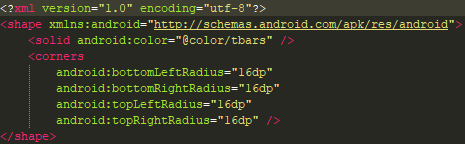 <?xml version="1.0" encoding="utf-8"?>
<shape xmlns:android="http://schemas.android.com/apk/res/android">
    <solid android:color="@color/tbars" />
    <corners
        android:bottomLeftRadius="16dp"
        android:bottomRightRadius="16dp"
        android:topLeftRadius="16dp"
        android:topRightRadius="16dp" />
</shape>